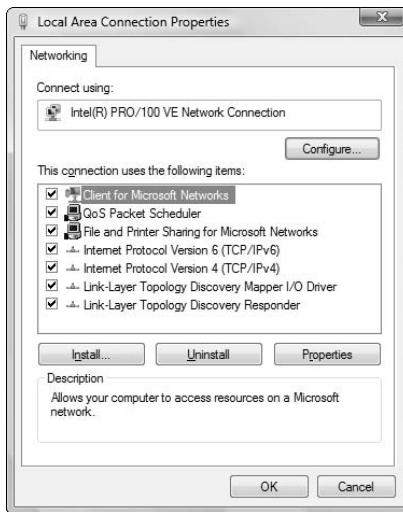 Local Area Connection Properties
Networking
Connect using:
Intel(R) PRO/100 VE Network Connection
Configure...
This connection uses the following items:
Client for Microsoft Networks
QoS Packet Scheduler
File and Printer Sharing for Microsoft Networks
Internet Protocol Version 6 (TCP/IPv6)
Internet Protocol Version 4 (TCP/IPv4)
Link-Layer Topology Discovery Mapper I/O Driver
Link-Layer Topology Discovery Responder
Install... Uninstall Properties
Description
Allows your computer to access resources on a Microsoft
network.
OK Cancel